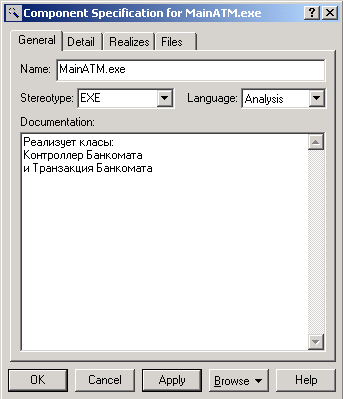 Component Specification for MainATM.exe
General Detail Realizes Files
Name: MainATM.exe
Stereotype: EXE Language: Analysis
Documentation:
Реализует класы:
Контроллер Банкомата
и Транзакция Банкомата
OK Cancel Apply Browse Help